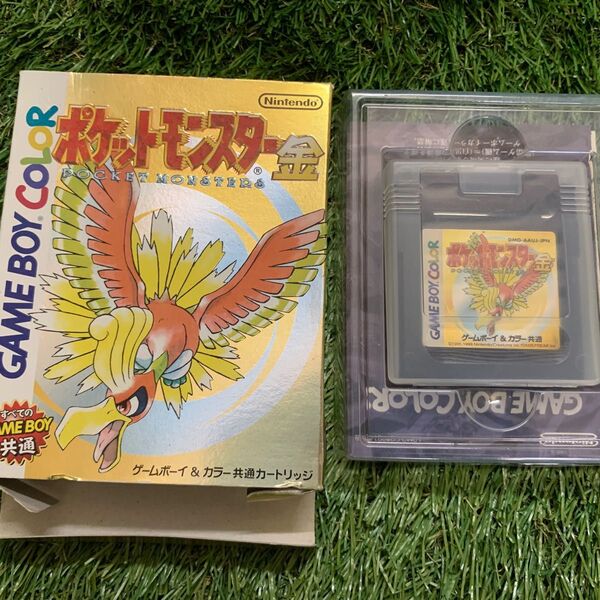 GAME BOY COLOR
Nintendo
ポケットモンスター金
POCKET MONSTERS
すべての
GAME BOY
共通
ゲームボーイ & カラー共通カートリッジ
DMG-AAUJ-JPN
GAME BOY COLOR
ポケットモンスター金
POCKET MONSTERS
ゲームボーイ & カラー共通
GAME BOY COLOR
Nintendo